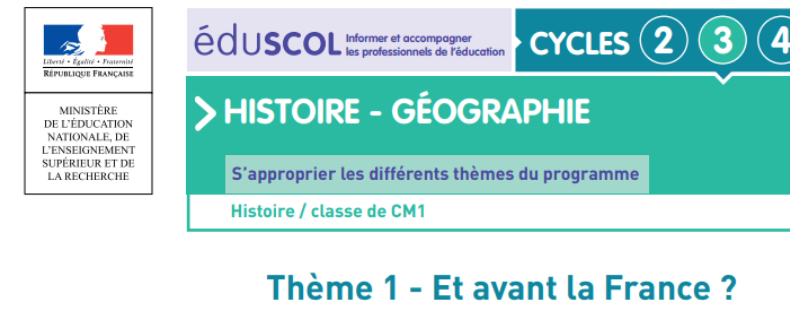 Liberté • Égalité • Fraternité
RÉPUBLIQUE FRANÇAISE
MINISTÈRE
DE L'ÉDUCATION
NATIONALE, DE
L'ENSEIGNEMENT
SUPÉRIEUR ET DE
LA RECHERCHE
éduSCOL Informer et accompagner
les professionnels de l'éducation
CYCLES 2 3 4
HISTOIRE - GÉOGRAPHIE
S'approprier les différents thèmes du programme
Histoire / classe de CM1
Thème 1 - Et avant la France ?